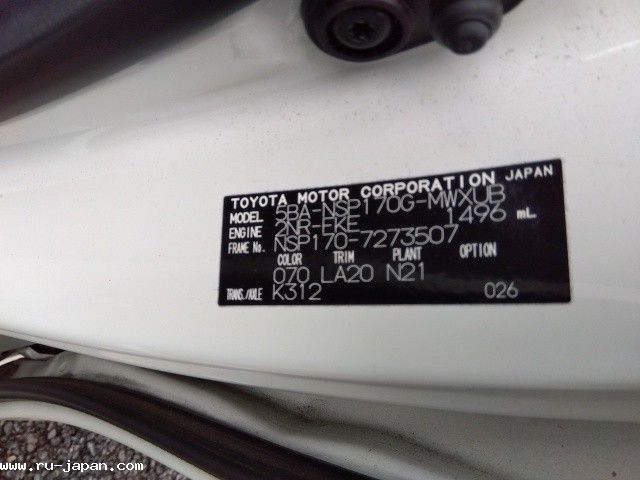 TOYOTA MOTOR CORPORATION JAPAN
MODEL 5BA-NSP170G-MWXUB
ENGINE 2NR-FKE 1496 mL
FRAME No. NSP170-7273507
COLOR TRIM PLANT OPTION
070 LA20 N21
TRANS./AXLE K312 026
www.ru-japan.com